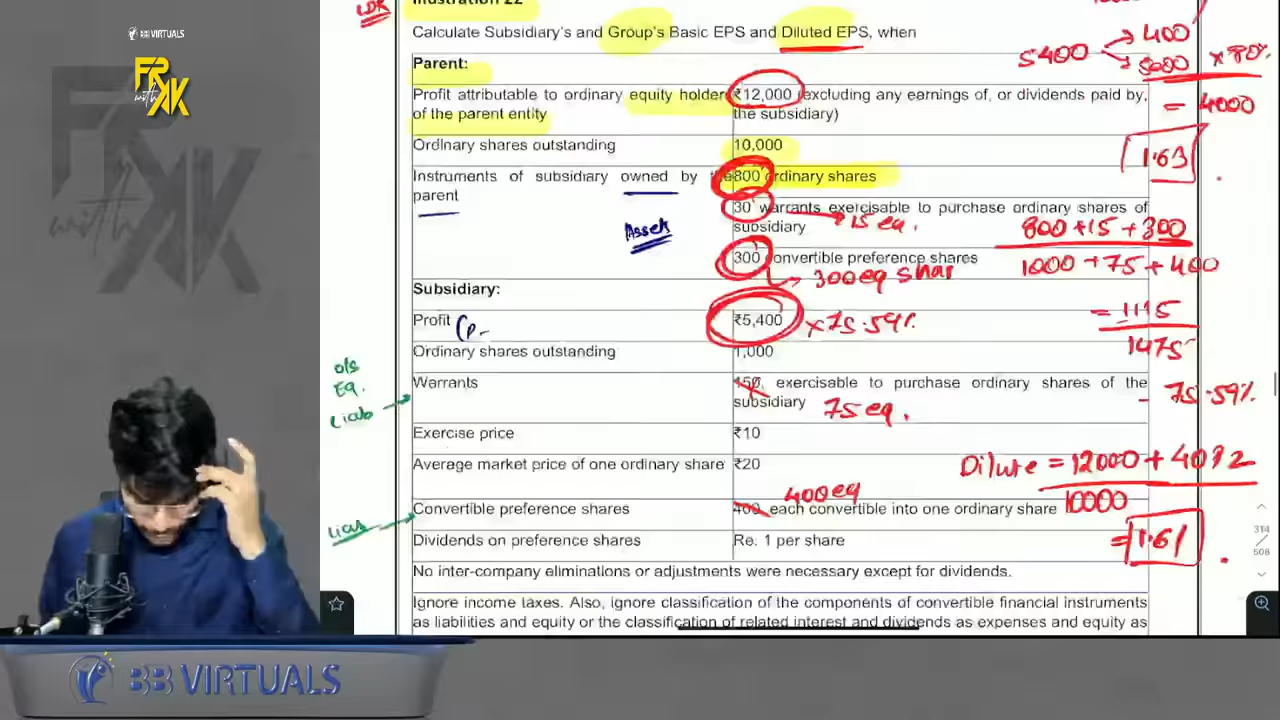 Illustration 22
LDR
BB VIRTUALS
FR
with
AK
FR
with AK
Calculate Subsidiary's and Group's Basic EPS and Diluted EPS, when
5400 → 400
→ 5000 × 80%
= 4000
1.63
Parent:
Profit attributable to ordinary equity holder ₹12,000 (excluding any earnings of, or dividends paid by,
of the parent entity the subsidiary)
Ordinary shares outstanding 10,000
Instruments of subsidiary owned by the 800 ordinary shares
parent
Asset
30 warrants exercisable to purchase ordinary shares of
subsidiary → 15 eq.
300 convertible preference shares
→ 300 eq shar
800 + 15 + 300
1000 + 75 + 400
= 1115
1475
- 75.59%
Subsidiary:
Profit (p- ₹5,400 × 75.59%
Ordinary shares outstanding 1,000
o/s
Eq.
Liab
Warrants 150 exercisable to purchase ordinary shares of the
subsidiary 75 eq.
Exercise price ₹10
Average market price of one ordinary share ₹20
Dilute = 12000 + 4082
10000
= 1.61
400 eq
Convertible preference shares 400 each convertible into one ordinary share
Dividends on preference shares Re. 1 per share
No inter-company eliminations or adjustments were necessary except for dividends.
Ignore income taxes. Also, ignore classification of the components of convertible financial instruments
as liabilities and equity or the classification of related interest and dividends as expenses and equity as
314
/
508
BB VIRTUALS